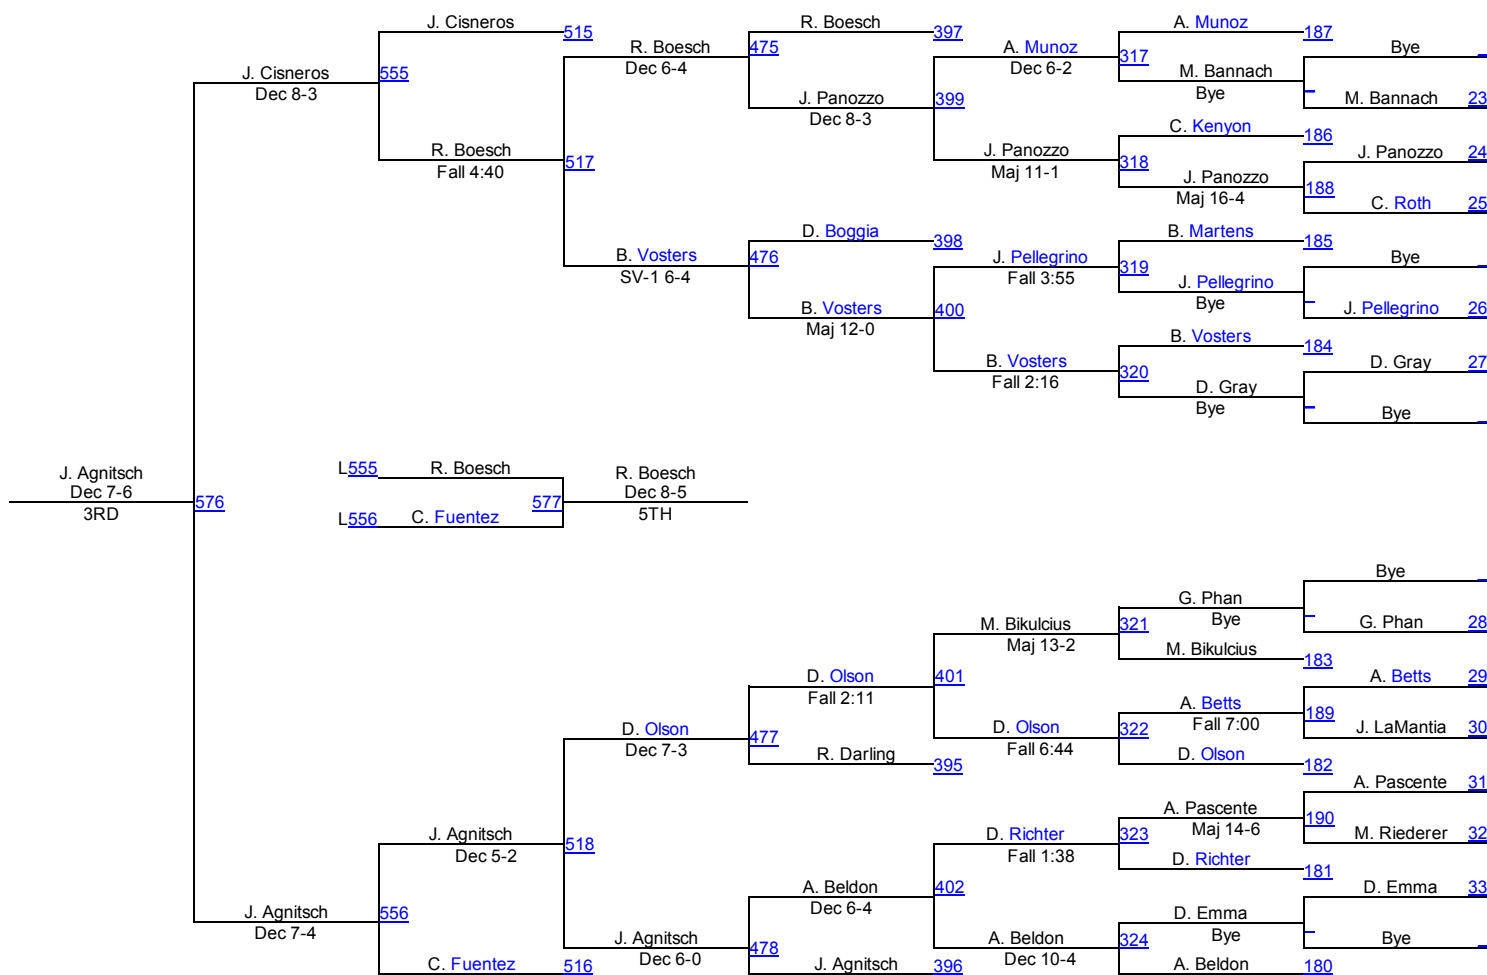 J. Cisneros
515
R. Boesch
397
A. Munoz
187
R. Boesch
Dec 6-4
475
A. Munoz
Dec 6-2
317
Bye
J. Cisneros
Dec 8-3
555
M. Bannach
Bye
M. Bannach 23
J. Panozzo
Dec 8-3
399
C. Kenyon
186
R. Boesch
Fall 4:40
517
J. Panozzo
Maj 11-1
318
J. Panozzo 24
J. Panozzo
Maj 16-4
188
C. Roth 25
D. Boggia
398
B. Martens
185
B. Vosters
SV-1 6-4
476
J. Pellegrino
Fall 3:55
319
Bye
J. Pellegrino
Bye
J. Pellegrino 26
B. Vosters
Maj 12-0
400
B. Vosters
184
B. Vosters
Fall 2:16
320
D. Gray 27
D. Gray
Bye
Bye
J. Agnitsch
Dec 7-6
3RD
576
L555 R. Boesch
577
R. Boesch
Dec 8-5
5TH
L556 C. Fuentez
Bye
G. Phan
Bye
G. Phan 28
M. Bikulcius
Maj 13-2
321
M. Bikulcius
183
D. Olson
Fall 2:11
401
A. Betts 29
A. Betts
Fall 7:00
189
D. Olson
Dec 7-3
477
D. Olson
Fall 6:44
322
J. LaMantia 30
R. Darling
395
D. Olson
182
A. Pascente 31
A. Pascente
Maj 14-6
190
J. Agnitsch
Dec 5-2
518
D. Richter
Fall 1:38
323
M. Riederer 32
D. Richter
181
A. Beldon
Dec 6-4
402
D. Emma 33
J. Agnitsch
Dec 7-4
556
D. Emma
Bye
J. Agnitsch
Dec 6-0
478
A. Beldon
Dec 10-4
324
Bye
C. Fuentez
516
J. Agnitsch
396
A. Beldon
180